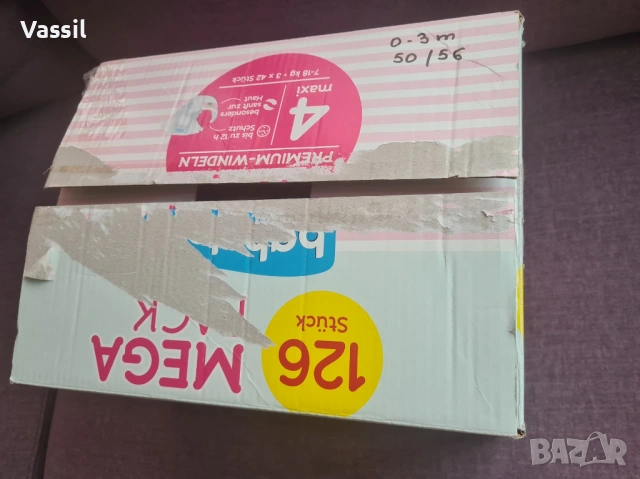 Vassil
0-3 m
50/56
PREMIUM-WINDELN
4
maxi
7-18 kg • 3 x 42 Stück
bis zu 12 h
Schutz
besonders
sanft zur
Haut
126
Stück
MEGA
PACK
BAZAR